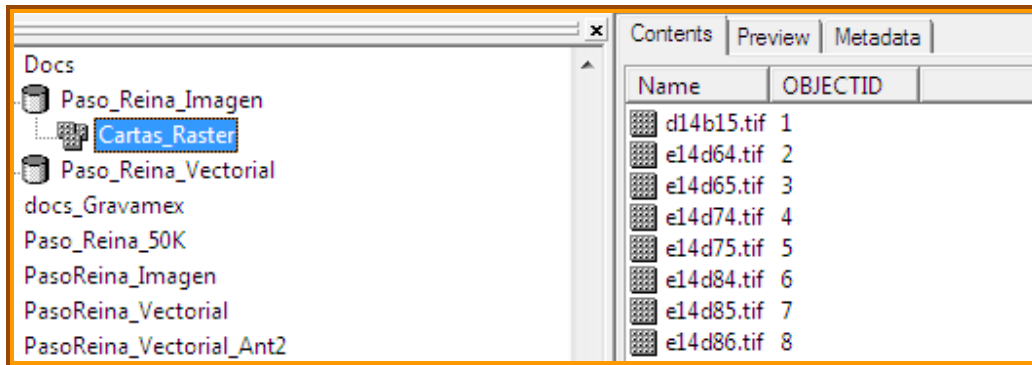 Docs
Paso_Reina_Imagen
Cartas_Raster
Paso_Reina_Vectorial
docs_Gravamex
Paso_Reina_50K
PasoReina_Imagen
PasoReina_Vectorial
PasoReina_Vectorial_Ant2
Contents Preview Metadata
Name OBJECTID
d14b15.tif 1
e14d64.tif 2
e14d65.tif 3
e14d74.tif 4
e14d75.tif 5
e14d84.tif 6
e14d85.tif 7
e14d86.tif 8